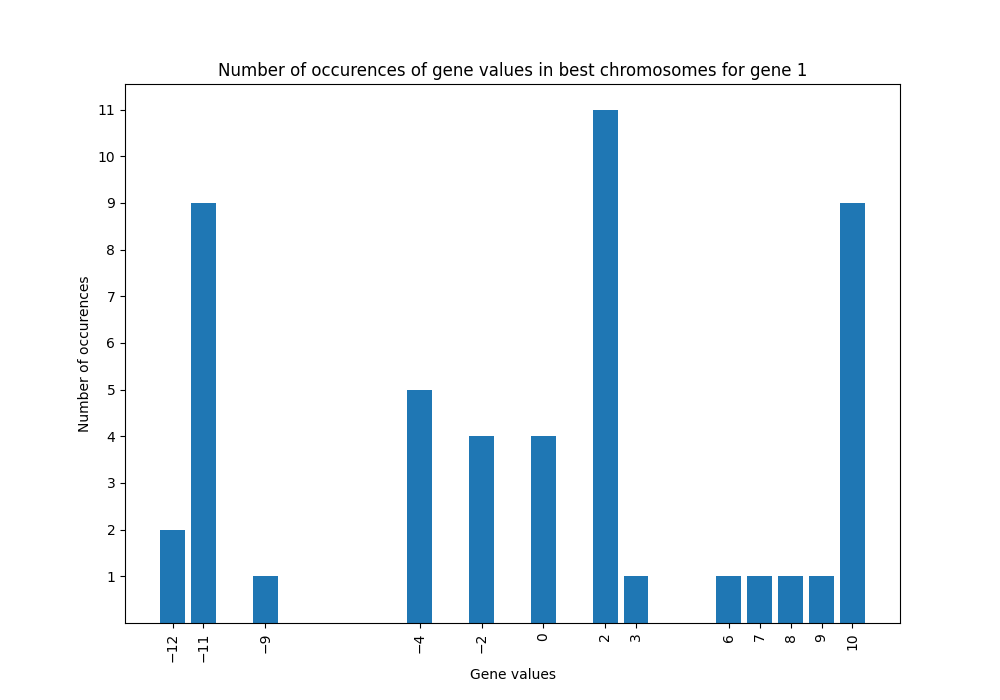 Number of occurences of gene values in best chromosomes for gene 1
11
10
9
8
7
6
5
4
3
2
1
Number of occurences
−12 −11 −9 −4 −2 0 2 3 6 7 8 9 10
Gene values